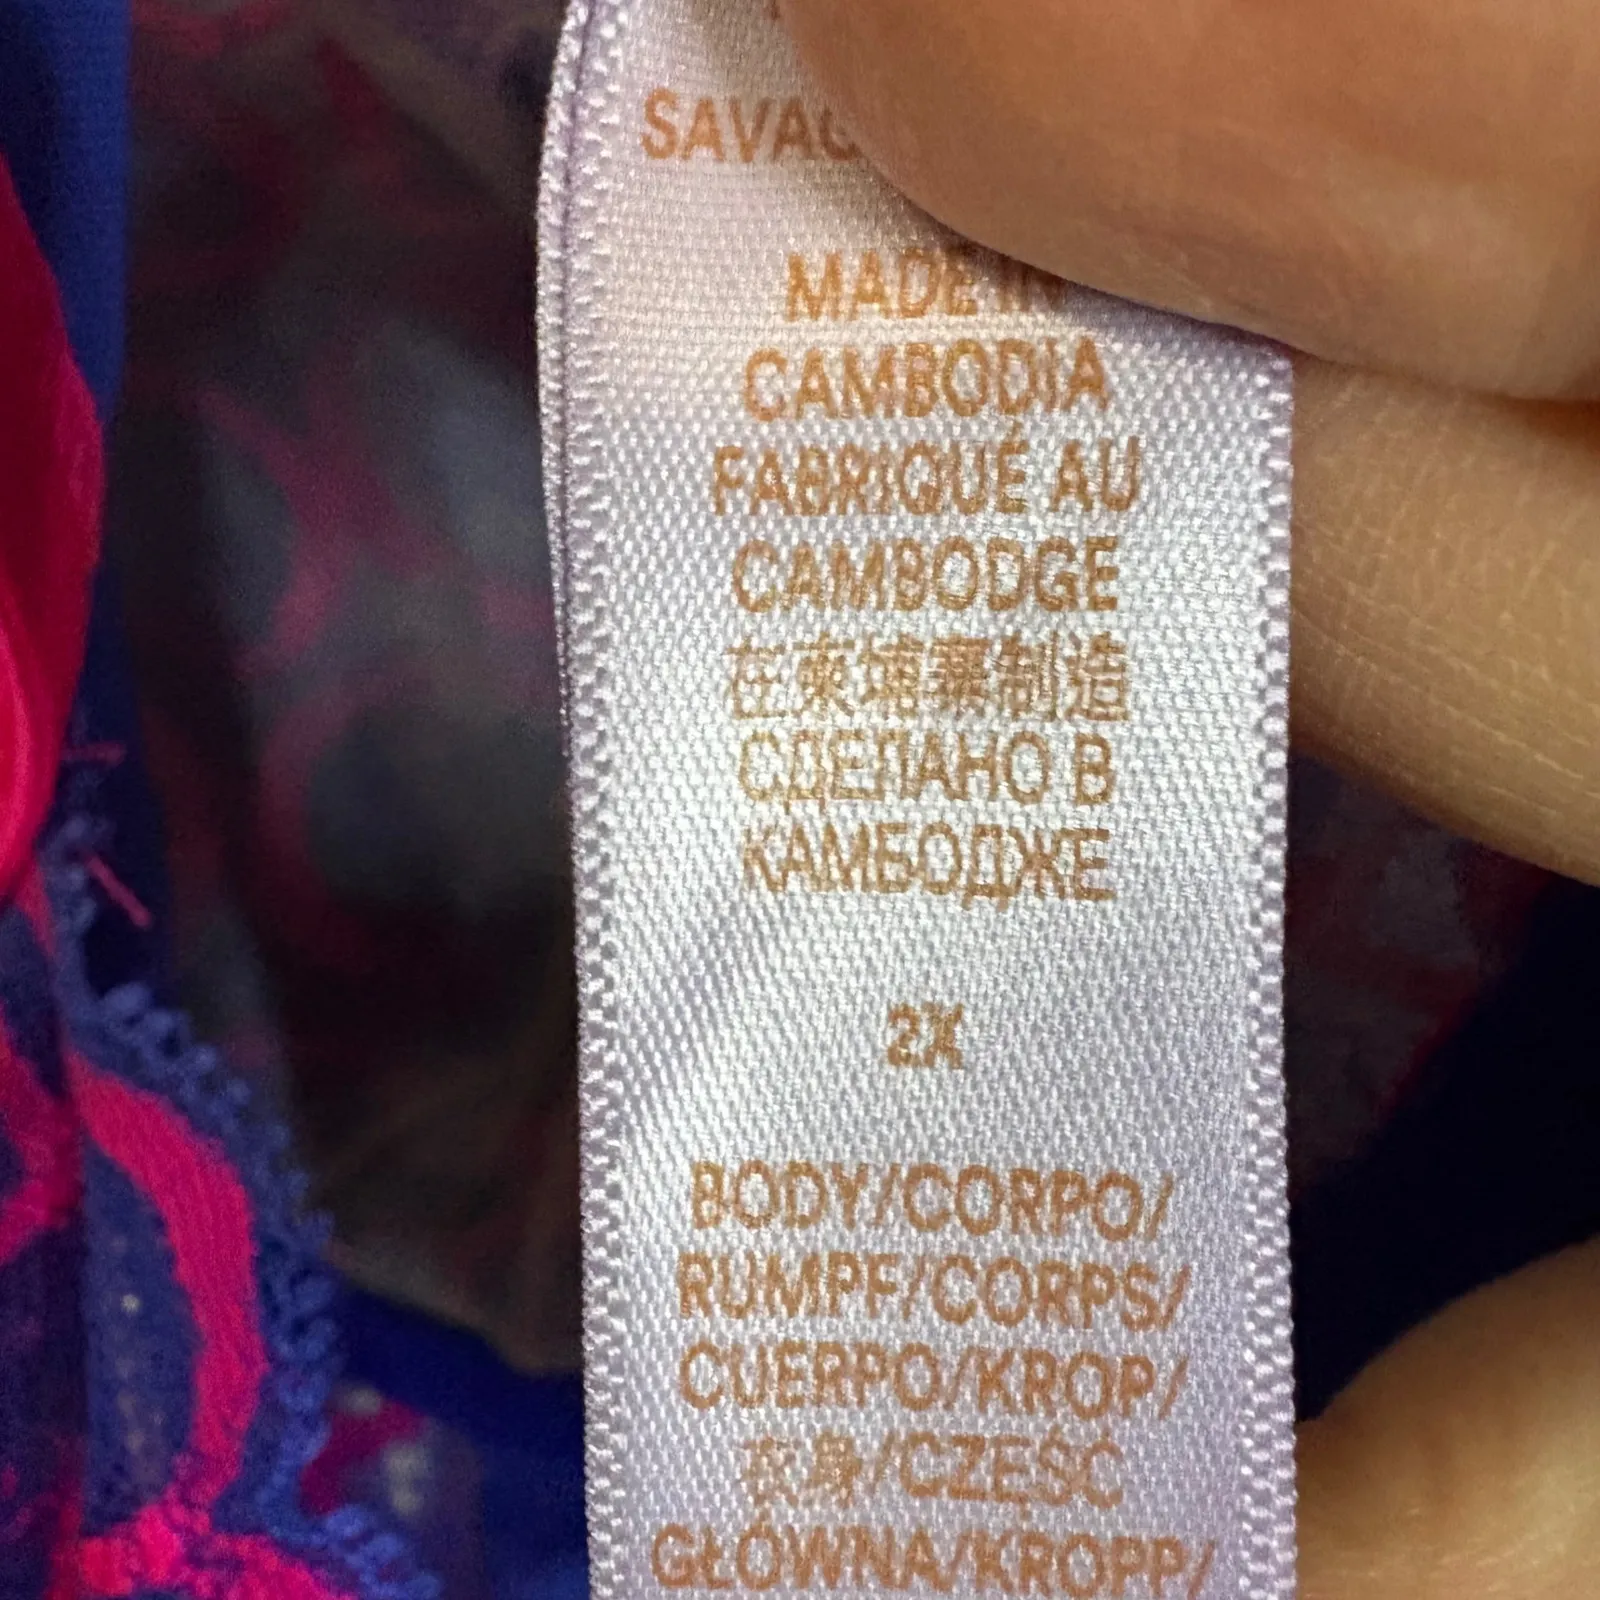 SAVAG
MADE IN
CAMBODIA
FABRIQUÉ AU
CAMBODGE
在柬埔寨制造
СДЕЛАНО В
КАМБОДЖЕ
2X
BODY/CORPO/
RUMPF/CORPS/
CUERPO/KROP/
衣身/CZĘŚĆ
GŁÓWNA/KROPP/